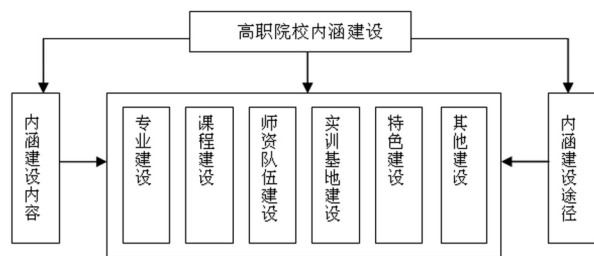 高职院校内涵建设
内涵建设内容
专业建设
课程建设
师资队伍建设
实训基地建设
特色建设
其他建设
内涵建设途径